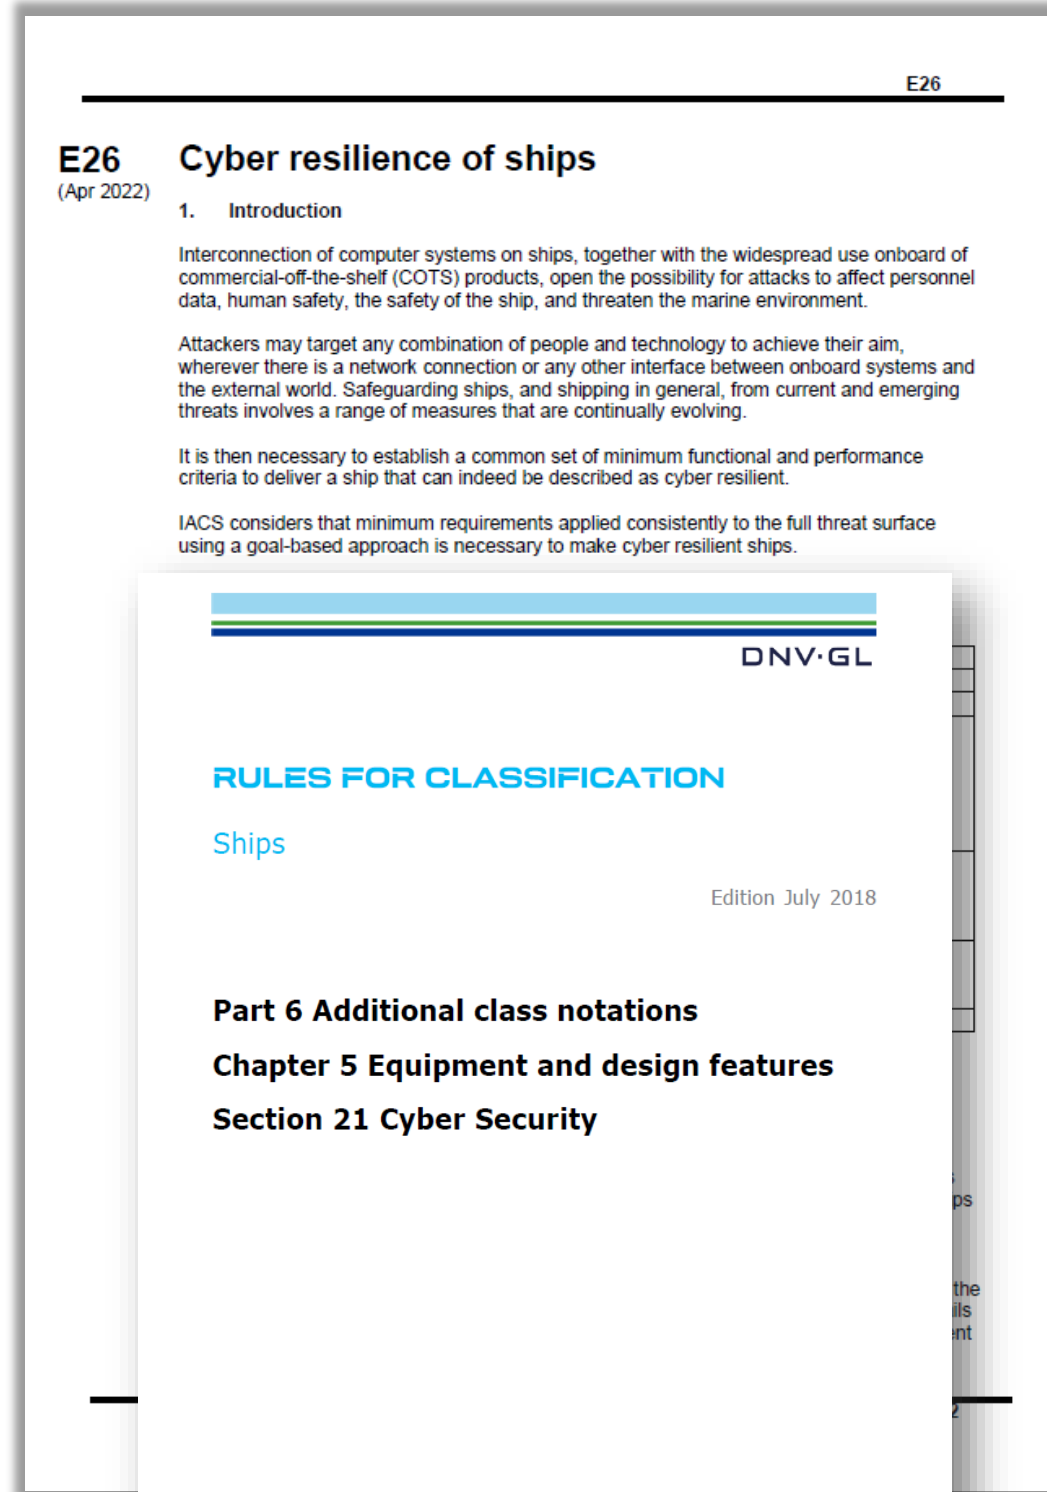 E26
E26
Cyber resilience of ships
(Apr 2022)
1. Introduction
Interconnection of computer systems on ships, together with the widespread use onboard of
commercial-off-the-shelf (COTS) products, open the possibility for attacks to affect personnel
data, human safety, the safety of the ship, and threaten the marine environment.
Attackers may target any combination of people and technology to achieve their aim,
wherever there is a network connection or any other interface between onboard systems and
the external world. Safeguarding ships, and shipping in general, from current and emerging
threats involves a range of measures that are continually evolving.
It is then necessary to establish a common set of minimum functional and performance
criteria to deliver a ship that can indeed be described as cyber resilient.
IACS considers that minimum requirements applied consistently to the full threat surface
using a goal-based approach is necessary to make cyber resilient ships.
DNV·GL
RULES FOR CLASSIFICATION
Ships
Edition July 2018
Part 6 Additional class notations
Chapter 5 Equipment and design features
Section 21 Cyber Security
the